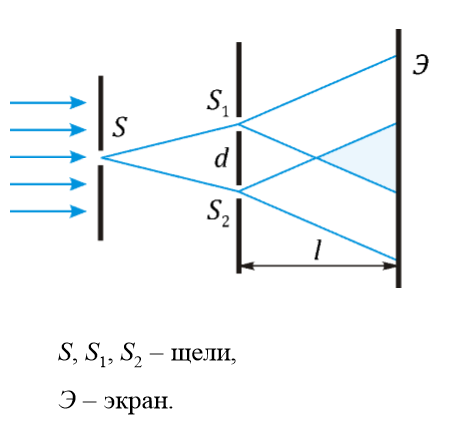 Э
S
S₁
d
S₂
l
S, S₁, S₂ – щели,
Э – экран.